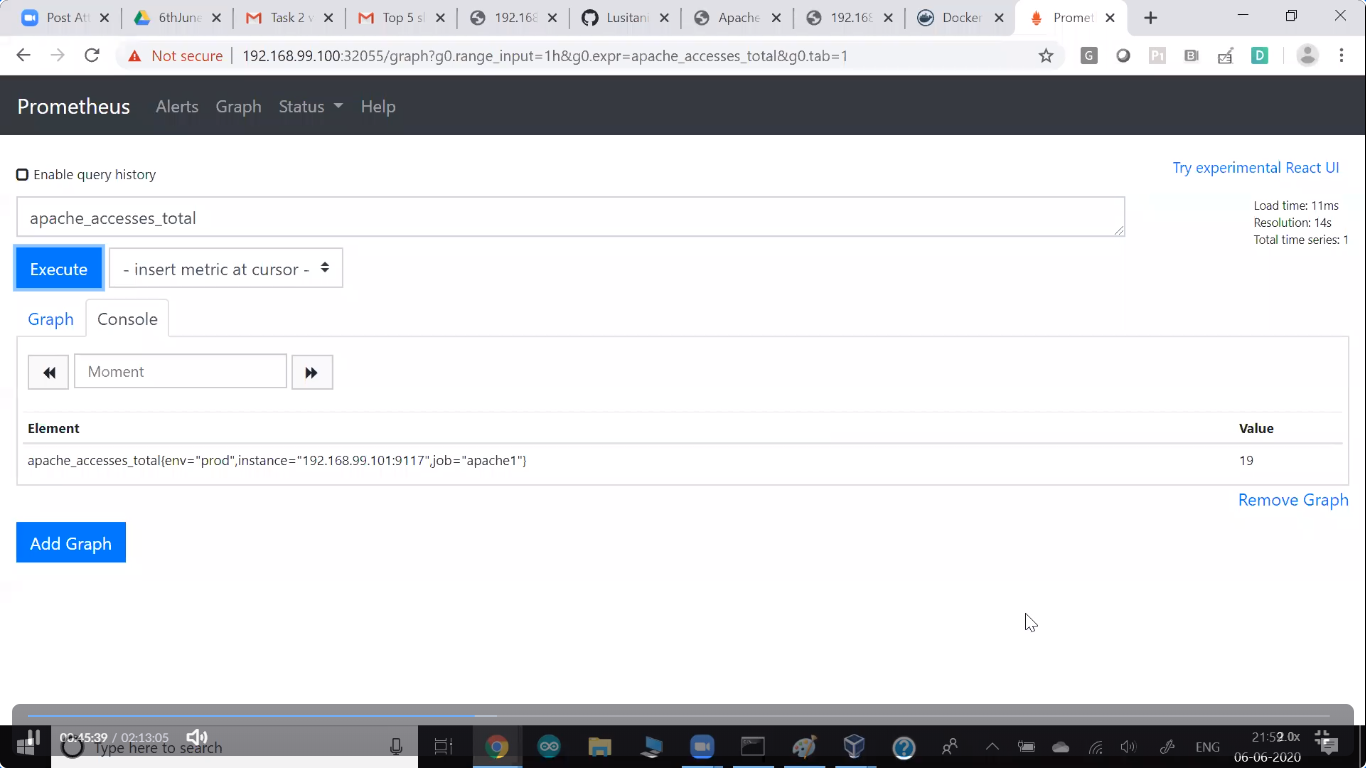 Post Att
6thJune
Task 2 v
Top 5 sl
192.168
Lusitani
Apache
192.168
Docker
Promet
Not secure
192.168.99.100:32055/graph?g0.range_input=1h&g0.expr=apache_accesses_total&g0.tab=1
Prometheus Alerts Graph Status Help
Enable query history
Try experimental React UI
apache_accesses_total
Load time: 11ms
Resolution: 14s
Total time series: 1
Execute
- insert metric at cursor -
Graph Console
Moment
Element Value
apache_accesses_total{env="prod",instance="192.168.99.101:9117",job="apache1"} 19
Remove Graph
Add Graph
00:45:39 / 02:13:05
Type here to search
ENG
2.0x
06-06-2020